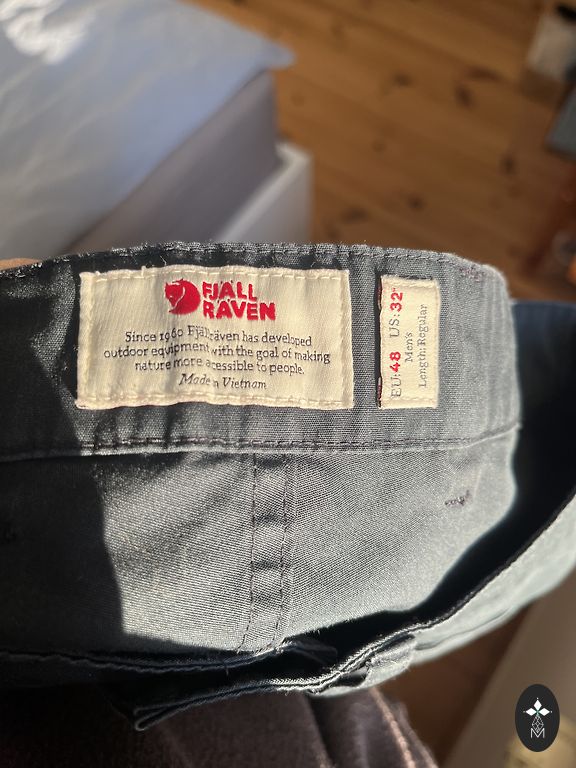 FJÄLL
RÄVEN
Since 1960 Fjällräven has developed
outdoor equipment with the goal of making
nature more accessible to people.
Made in Vietnam
EU: 48 US: 32"
Men's
Length: Regular
M